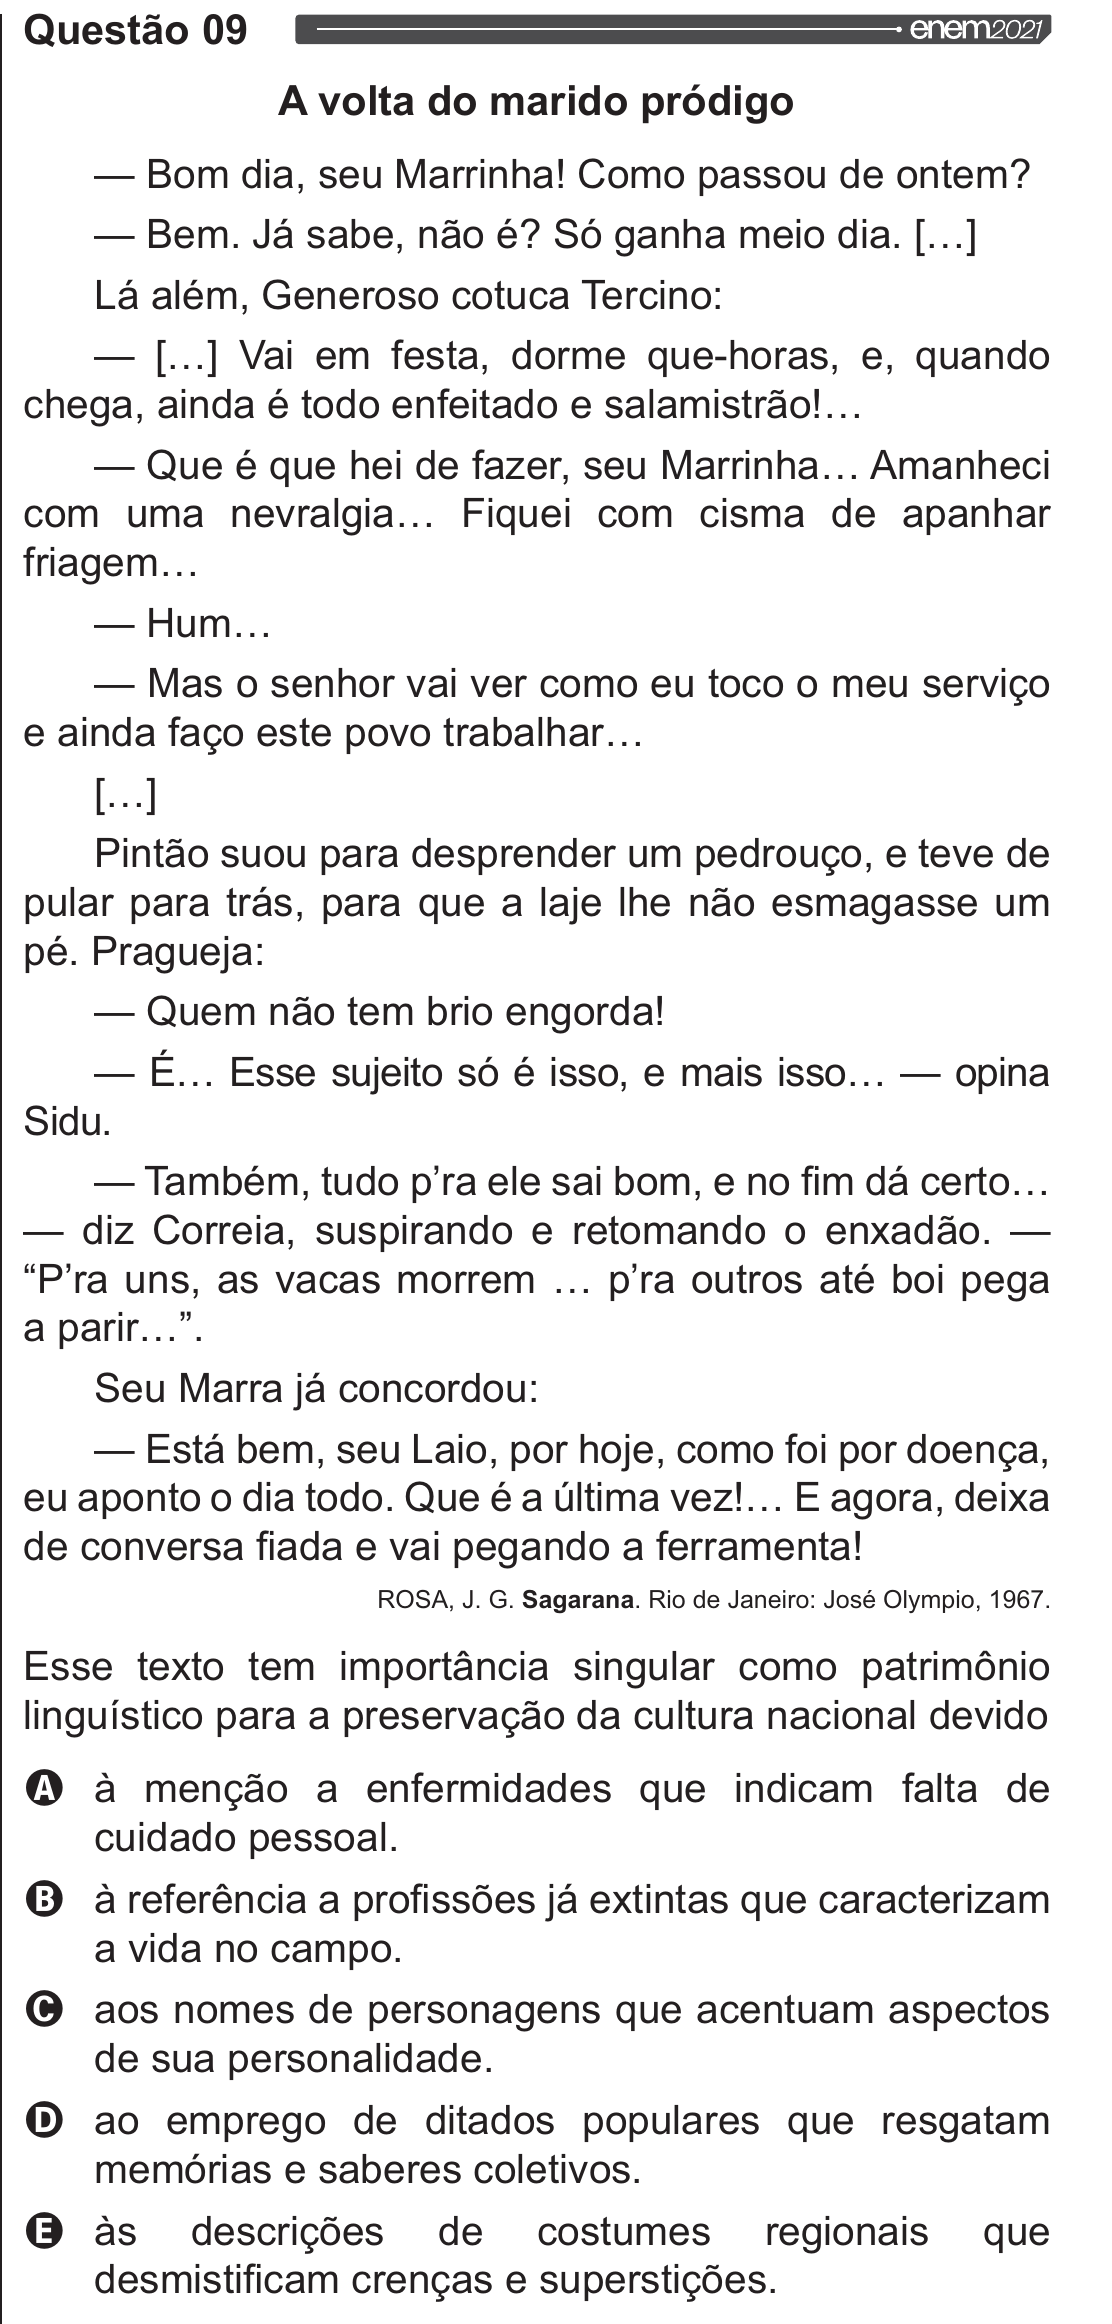 Questão 09
enem2021
A volta do marido pródigo
— Bom dia, seu Marrinha! Como passou de ontem?
— Bem. Já sabe, não é? Só ganha meio dia. [...]
Lá além, Generoso cotuca Tercino:
— [...] Vai em festa, dorme que-horas, e, quando
chega, ainda é todo enfeitado e salamistrão!...
— Que é que hei de fazer, seu Marrinha... Amanheci
com uma nevralgia... Fiquei com cisma de apanhar
friagem...
— Hum...
— Mas o senhor vai ver como eu toco o meu serviço
e ainda faço este povo trabalhar...
[...]
Pintão suou para desprender um pedrouço, e teve de
pular para trás, para que a laje lhe não esmagasse um
pé. Pragueja:
— Quem não tem brio engorda!
— É... Esse sujeito só é isso, e mais isso... — opina
Sidu.
— Também, tudo p’ra ele sai bom, e no fim dá certo...
— diz Correia, suspirando e retomando o enxadão. —
“P’ra uns, as vacas morrem ... p’ra outros até boi pega
a parir...”.
Seu Marra já concordou:
— Está bem, seu Laio, por hoje, como foi por doença,
eu aponto o dia todo. Que é a última vez!... E agora, deixa
de conversa fiada e vai pegando a ferramenta!
ROSA, J. G. Sagarana. Rio de Janeiro: José Olympio, 1967.
Esse texto tem importância singular como patrimônio
linguístico para a preservação da cultura nacional devido
A à menção a enfermidades que indicam falta de
cuidado pessoal.
B à referência a profissões já extintas que caracterizam
a vida no campo.
C aos nomes de personagens que acentuam aspectos
de sua personalidade.
D ao emprego de ditados populares que resgatam
memórias e saberes coletivos.
E às descrições de costumes regionais que
desmistificam crenças e superstições.